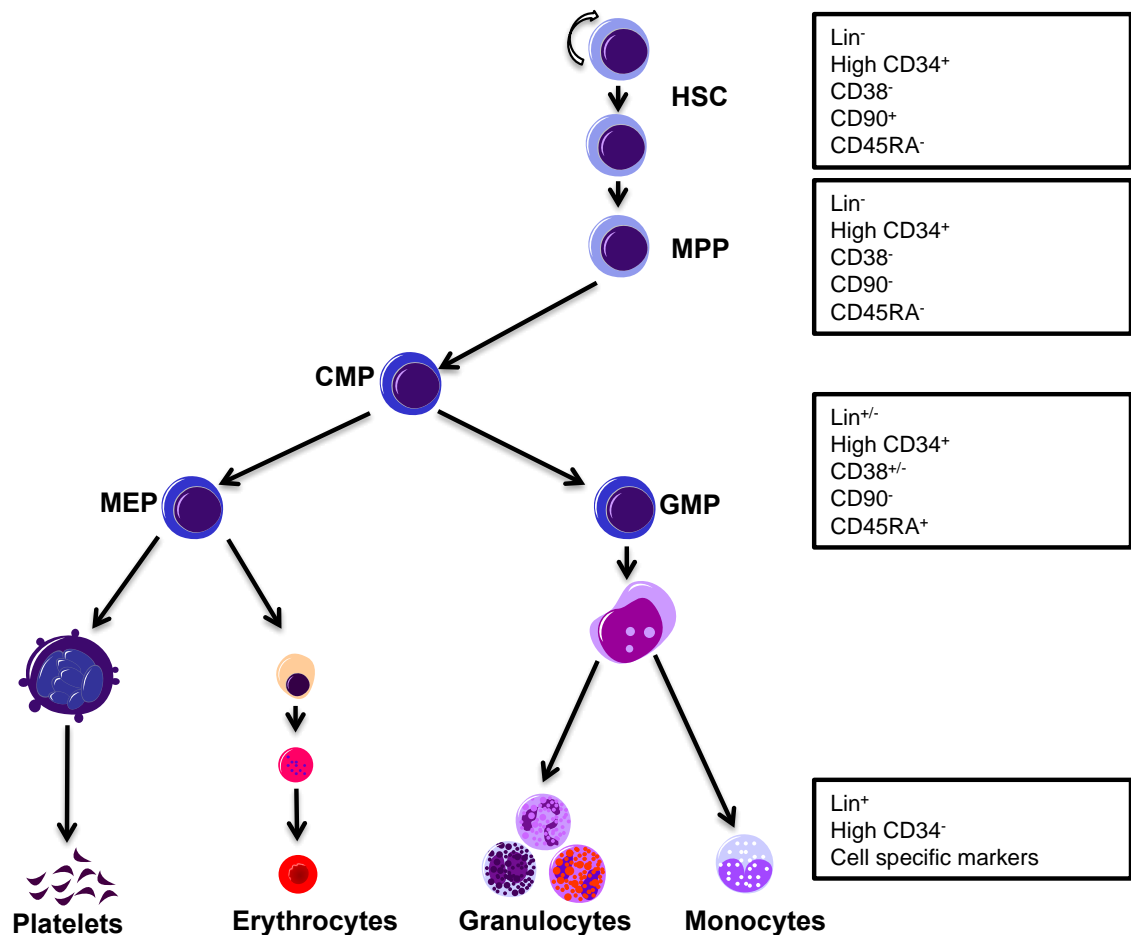 HSC
Lin⁻
High CD34⁺
CD38⁻
CD90⁺
CD45RA⁻
MPP
Lin⁻
High CD34⁺
CD38⁻
CD90⁻
CD45RA⁻
CMP
MEP
GMP
Lin⁺/⁻
High CD34⁺
CD38⁺/⁻
CD90⁻
CD45RA⁺
Lin⁺
High CD34⁻
Cell specific markers
Platelets
Erythrocytes
Granulocytes
Monocytes